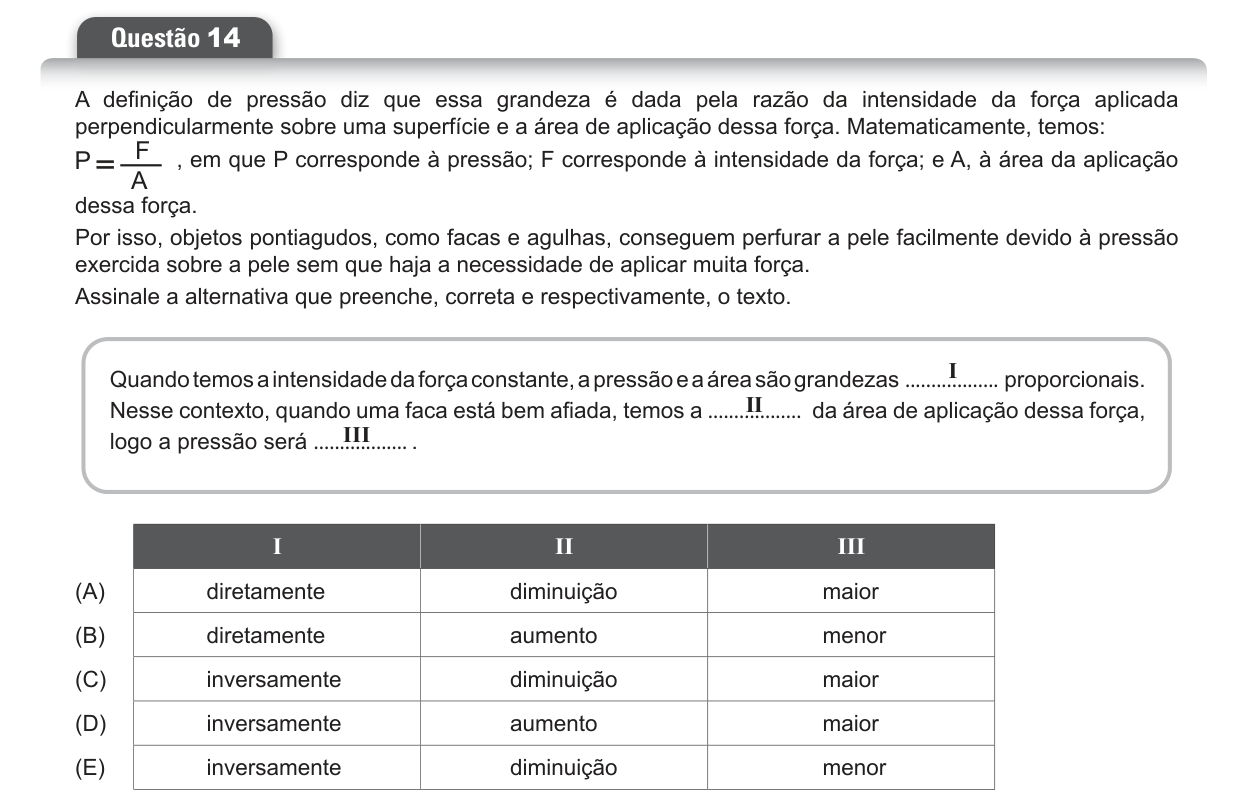 Questão 14
A definição de pressão diz que essa grandeza é dada pela razão da intensidade da força aplicada
perpendicularmente sobre uma superfície e a área de aplicação dessa força. Matematicamente, temos:
P = F/A , em que P corresponde à pressão; F corresponde à intensidade da força; e A, à área da aplicação
dessa força.
Por isso, objetos pontiagudos, como facas e agulhas, conseguem perfurar a pele facilmente devido à pressão
exercida sobre a pele sem que haja a necessidade de aplicar muita força.
Assinale a alternativa que preenche, correta e respectivamente, o texto.
Quando temos a intensidade da força constante, a pressão e a área são grandezas ........I.......... proporcionais.
Nesse contexto, quando uma faca está bem afiada, temos a ........II.......... da área de aplicação dessa força,
logo a pressão será ........III.......... .
I II III
(A) diretamente diminuição maior
(B) diretamente aumento menor
(C) inversamente diminuição maior
(D) inversamente aumento maior
(E) inversamente diminuição menor